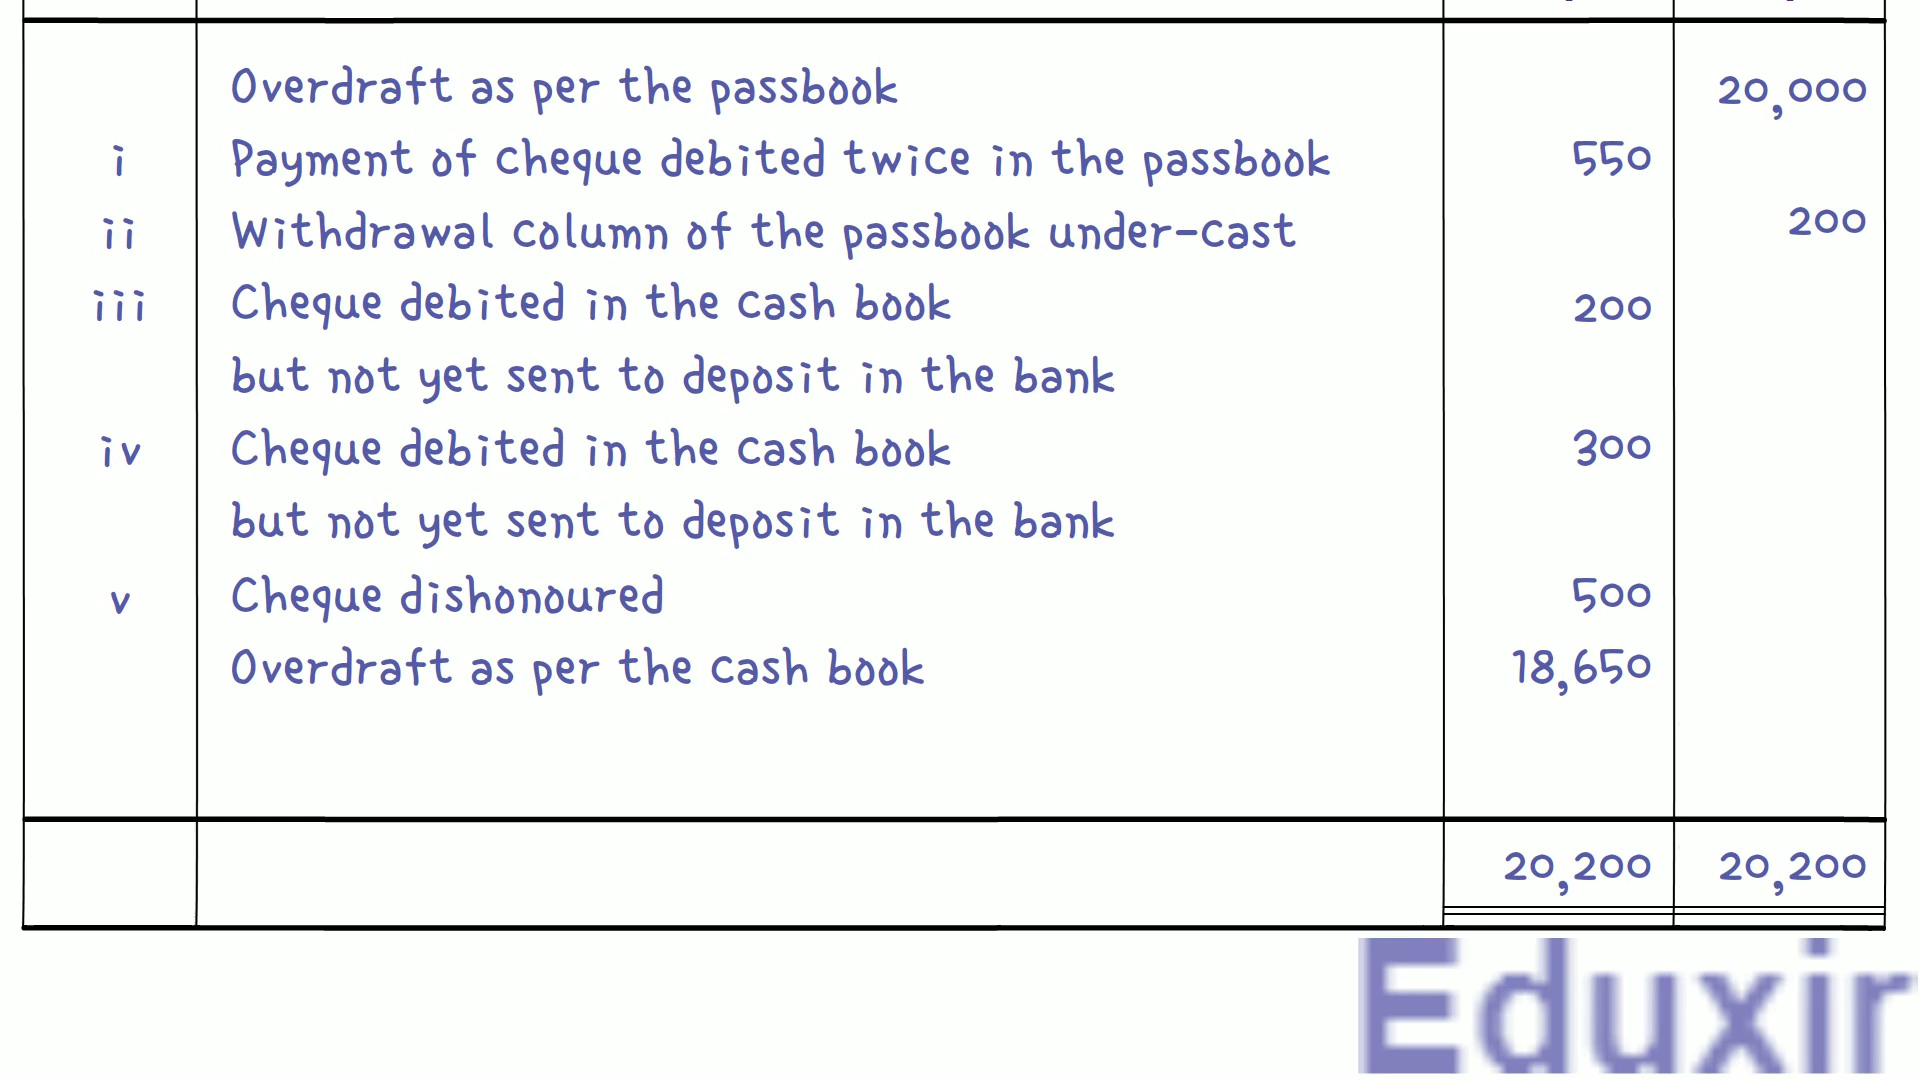 Overdraft as per the passbook 20,000
i Payment of cheque debited twice in the passbook 550
ii Withdrawal column of the passbook under-cast 200
iii Cheque debited in the cash book 200
but not yet sent to deposit in the bank
iv Cheque debited in the cash book 300
but not yet sent to deposit in the bank
v Cheque dishonoured 500
Overdraft as per the cash book 18,650
20,200 20,200
Eduxir